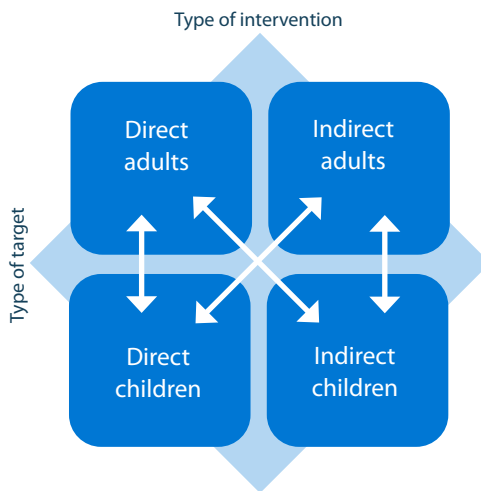 Type of intervention
Type of target
Direct
adults
Indirect
adults
Direct
children
Indirect
children